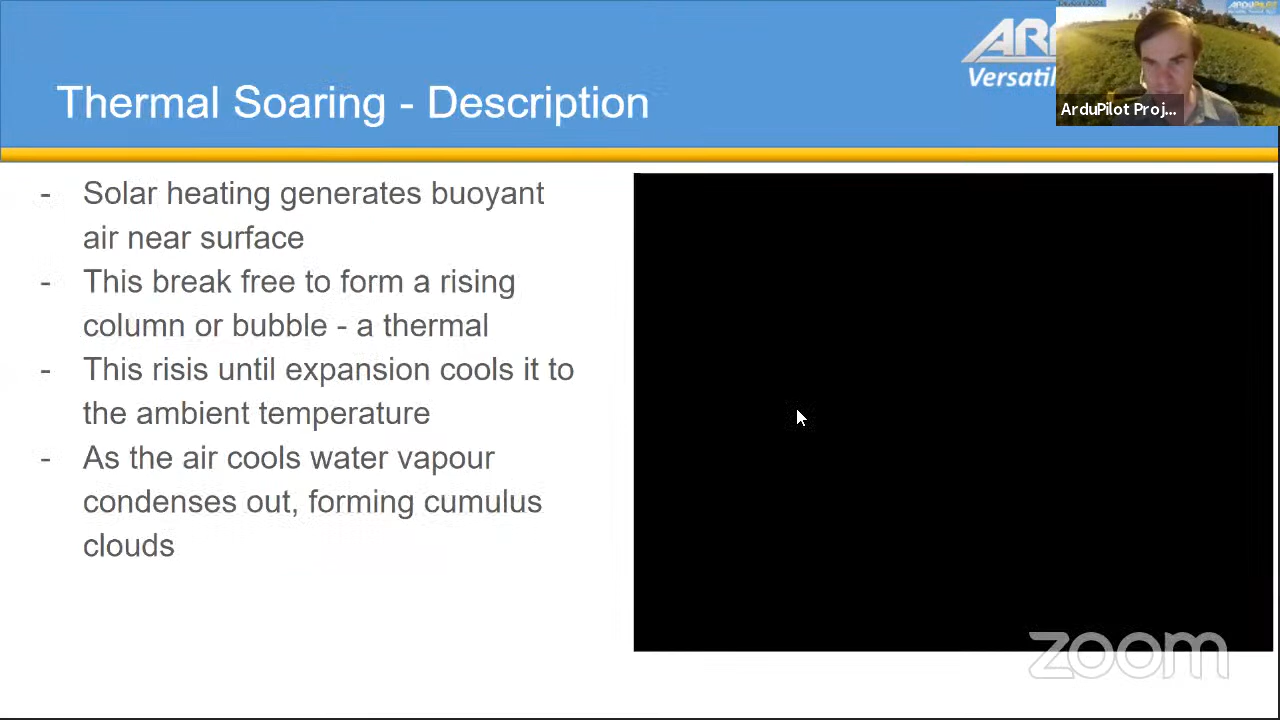 Thermal Soaring - Description
ARD
Versatil
ArduPilot Proj...
- Solar heating generates buoyant
air near surface
- This break free to form a rising
column or bubble - a thermal
- This risis until expansion cools it to
the ambient temperature
- As the air cools water vapour
condenses out, forming cumulus
clouds
zoom